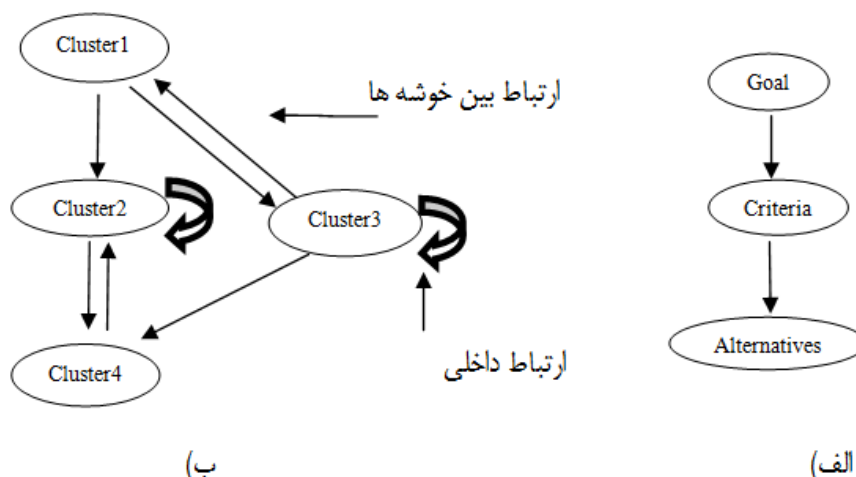 Cluster1
ارتباط بین خوشه ها
Goal
Cluster2
Cluster3
Criteria
Cluster4
ارتباط داخلی
Alternatives
ب)
الف)